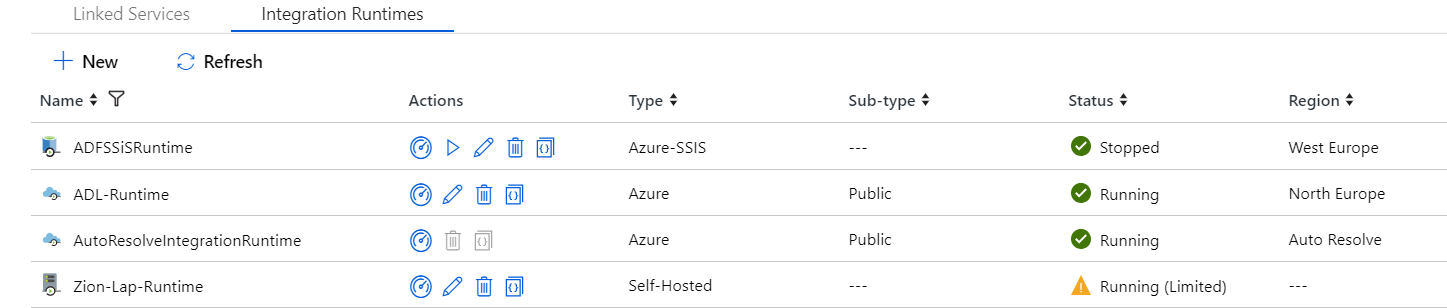 Linked Services Integration Runtimes
New Refresh
Name Actions Type Sub-type Status Region
ADFSSiSRuntime Azure-SSIS --- Stopped West Europe
ADL-Runtime Azure Public Running North Europe
AutoResolveIntegrationRuntime Azure Public Running Auto Resolve
Zion-Lap-Runtime Self-Hosted --- Running (Limited) ---